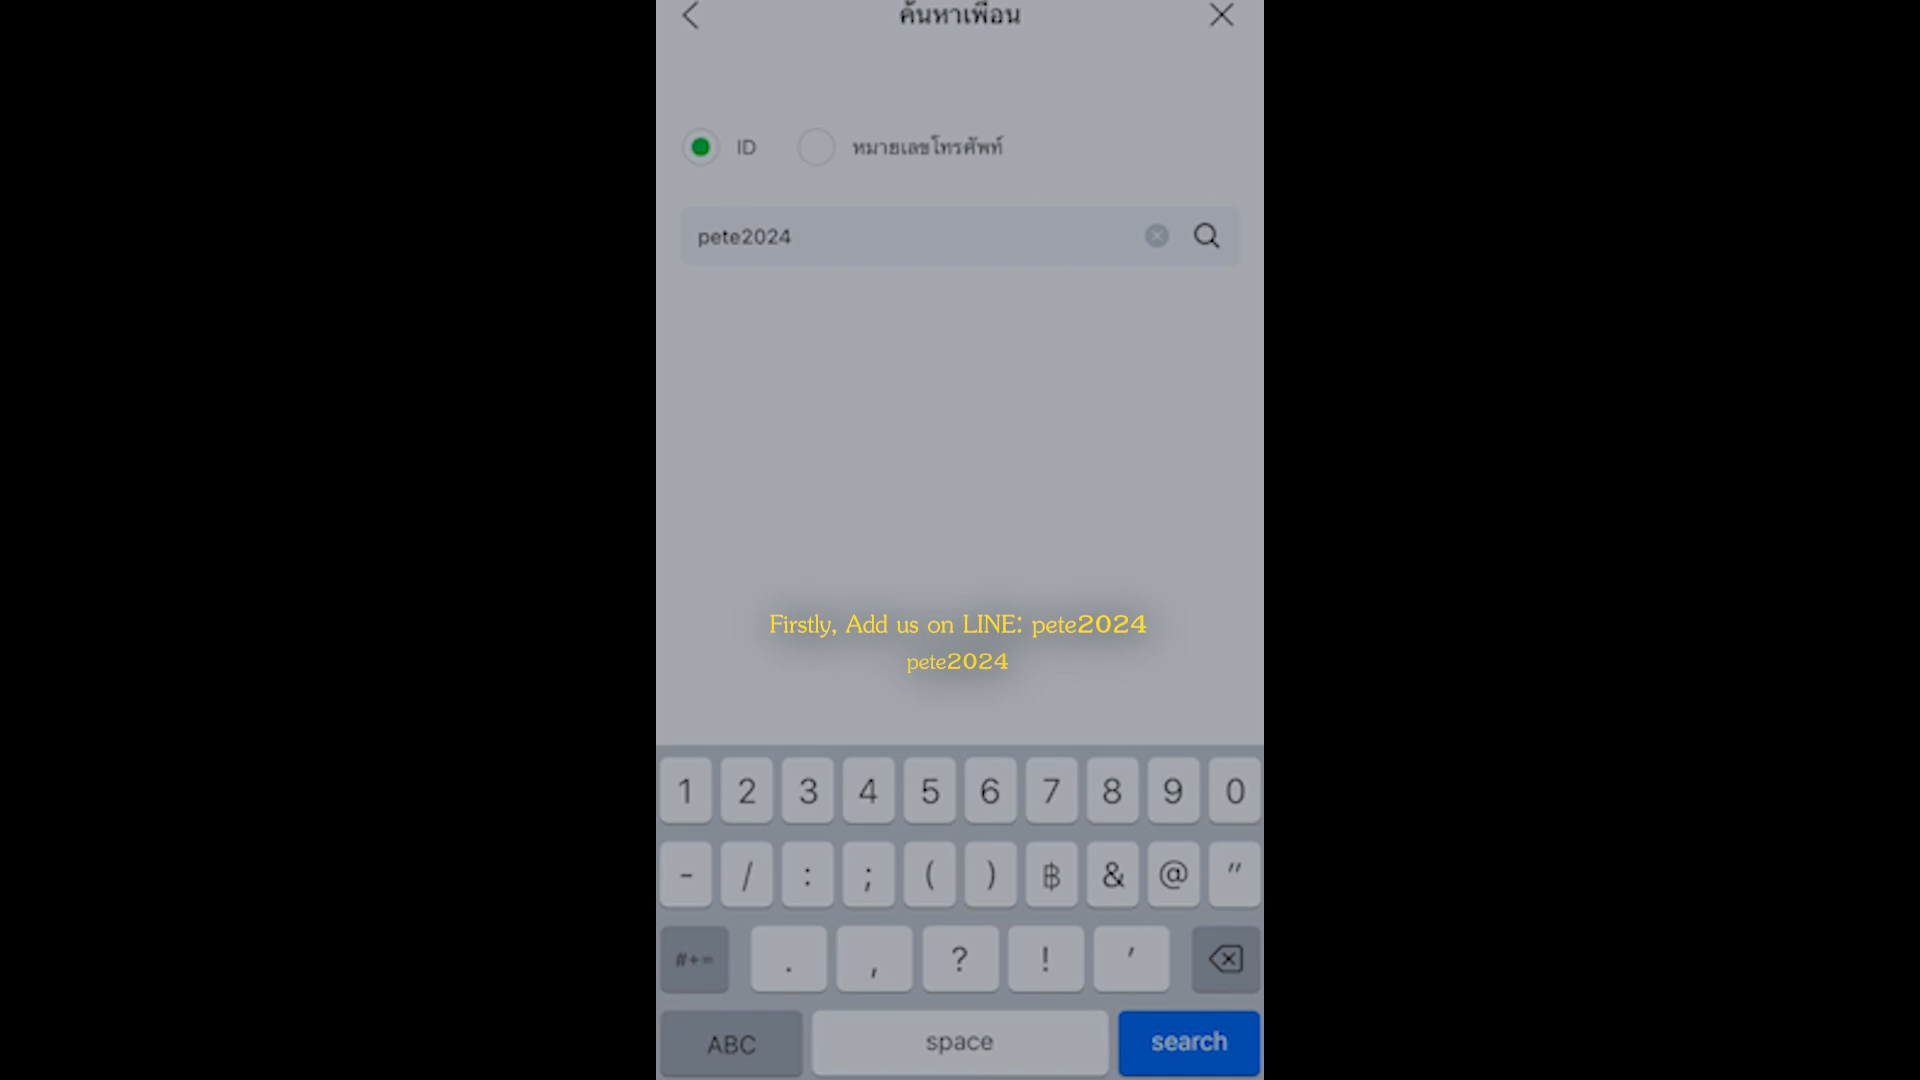 ค้นหาเพื่อน
ID หมายเลขโทรศัพท์
pete2024
Firstly, Add us on LINE: pete2024
pete2024
1 2 3 4 5 6 7 8 9 0
- / : ; ( ) ฿ & @ "
#+= . , ? ! '
ABC space search